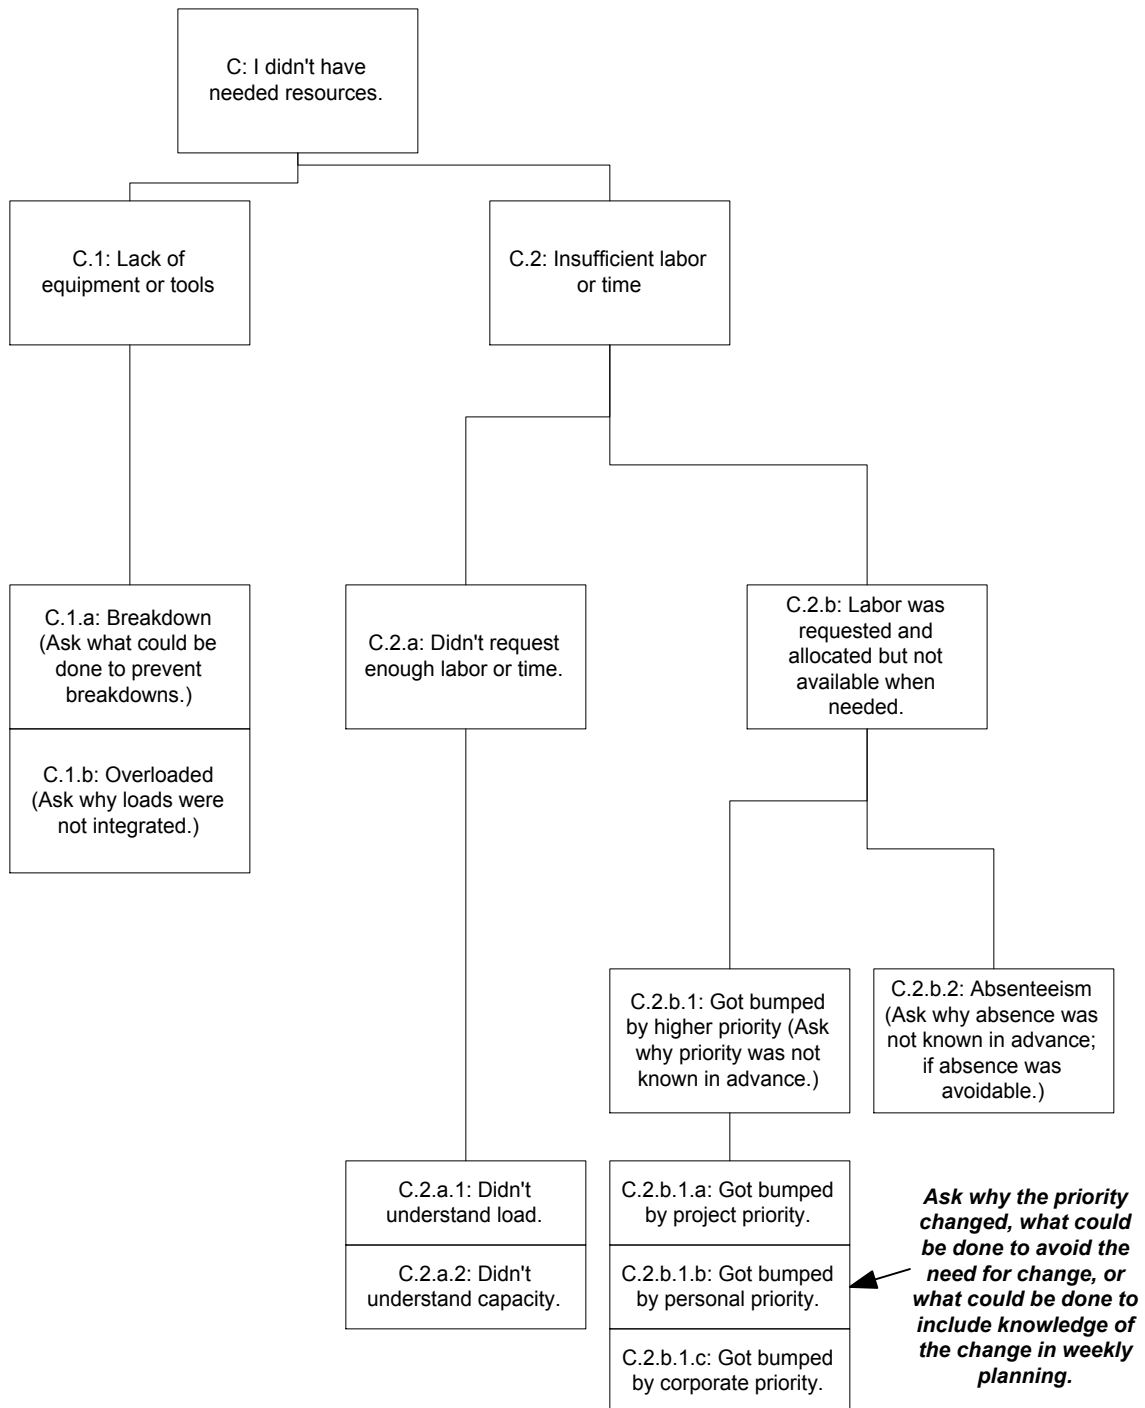 C: I didn't have
needed resources.
C.1: Lack of
equipment or tools
C.2: Insufficient labor
or time
C.1.a: Breakdown
(Ask what could be
done to prevent
breakdowns.)
C.1.b: Overloaded
(Ask why loads were
not integrated.)
C.2.a: Didn't request
enough labor or time.
C.2.b: Labor was
requested and
allocated but not
available when
needed.
C.2.b.1: Got bumped
by higher priority (Ask
why priority was not
known in advance.)
C.2.b.2: Absenteeism
(Ask why absence was
not known in advance;
if absence was
avoidable.)
C.2.a.1: Didn't
understand load.
C.2.a.2: Didn't
understand capacity.
C.2.b.1.a: Got bumped
by project priority.
C.2.b.1.b: Got bumped
by personal priority.
C.2.b.1.c: Got bumped
by corporate priority.
Ask why the priority
changed, what could
be done to avoid the
need for change, or
what could be done to
include knowledge of
the change in weekly
planning.